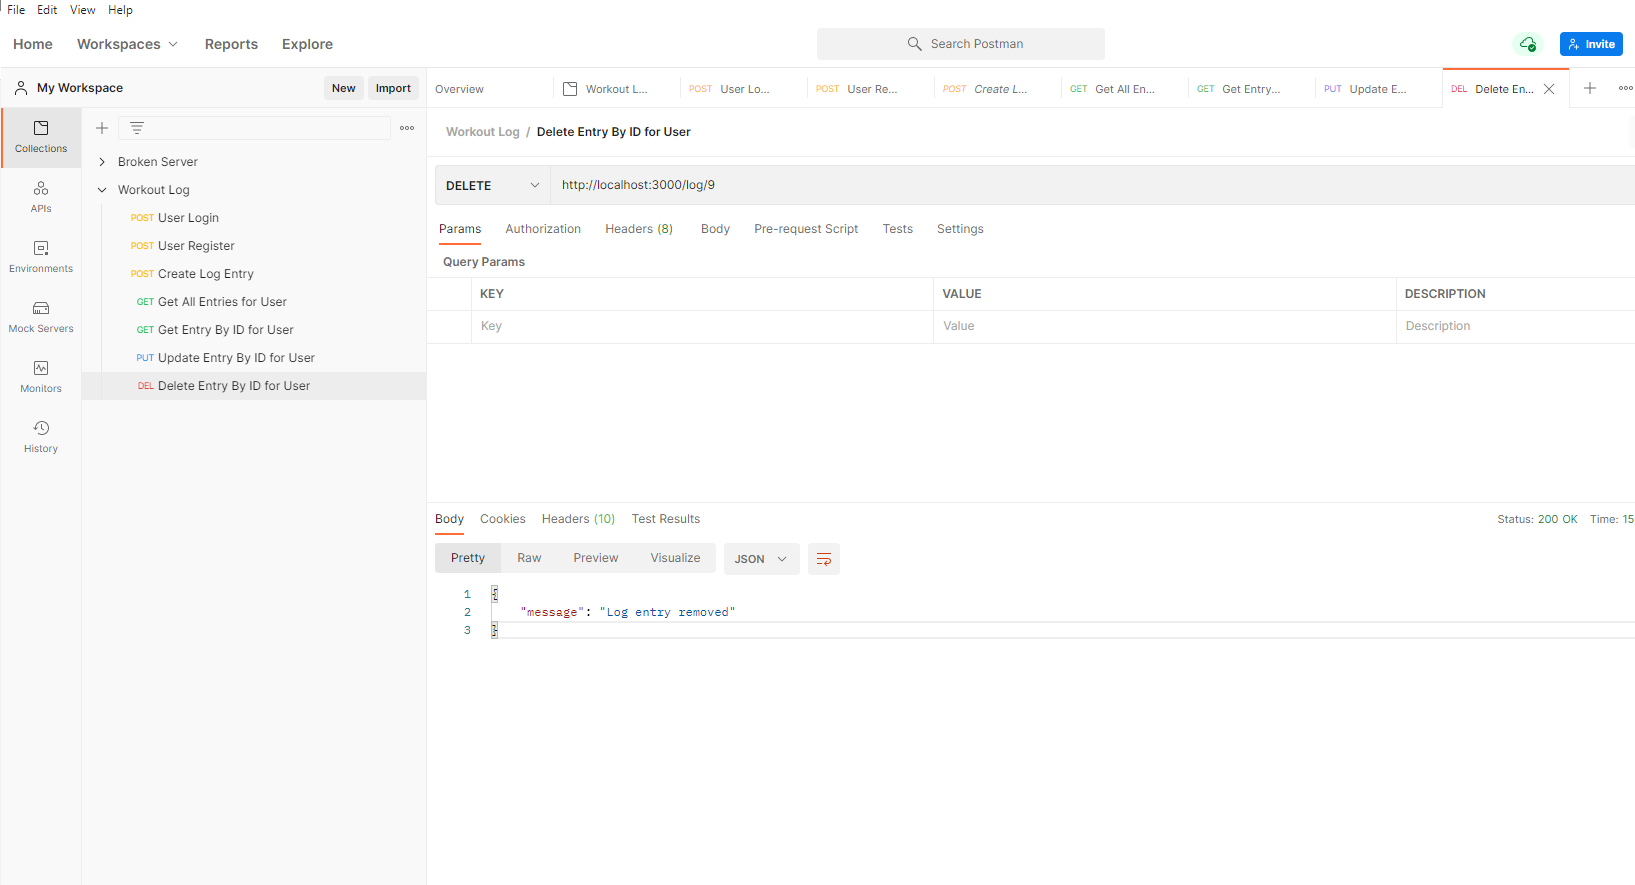 File Edit View Help
Home Workspaces Reports Explore Search Postman Invite
My Workspace New Import
Overview Workout L... POST User Lo... POST User Re... POST Create L... GET Get All En... GET Get Entry... PUT Update E... DEL Delete En...
Collections
APIs
Environments
Mock Servers
Monitors
History
Broken Server
Workout Log
POST User Login
POST User Register
POST Create Log Entry
GET Get All Entries for User
GET Get Entry By ID for User
PUT Update Entry By ID for User
DEL Delete Entry By ID for User
Workout Log / Delete Entry By ID for User
DELETE http://localhost:3000/log/9
Params Authorization Headers (8) Body Pre-request Script Tests Settings
Query Params
KEY VALUE DESCRIPTION
Key Value Description
Body Cookies Headers (10) Test Results Status: 200 OK Time: 15
Pretty Raw Preview Visualize JSON
1 {
2 "message": "Log entry removed"
3 }